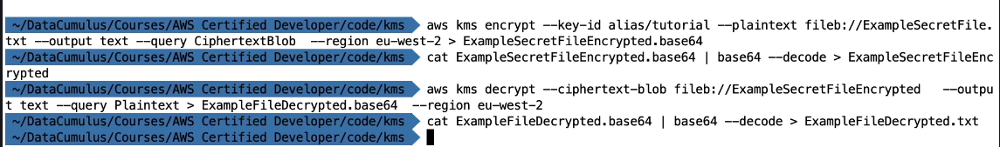 ~/DataCumulus/Courses/AWS Certified Developer/code/kms aws kms encrypt --key-id alias/tutorial --plaintext fileb://ExampleSecretFile.
txt --output text --query CiphertextBlob  --region eu-west-2 > ExampleSecretFileEncrypted.base64
~/DataCumulus/Courses/AWS Certified Developer/code/kms cat ExampleSecretFileEncrypted.base64 | base64 --decode > ExampleSecretFileEnc
rypted
~/DataCumulus/Courses/AWS Certified Developer/code/kms aws kms decrypt --ciphertext-blob fileb://ExampleSecretFileEncrypted   --outpu
t text --query Plaintext > ExampleFileDecrypted.base64  --region eu-west-2
~/DataCumulus/Courses/AWS Certified Developer/code/kms cat ExampleFileDecrypted.base64 | base64 --decode > ExampleFileDecrypted.txt
~/DataCumulus/Courses/AWS Certified Developer/code/kms